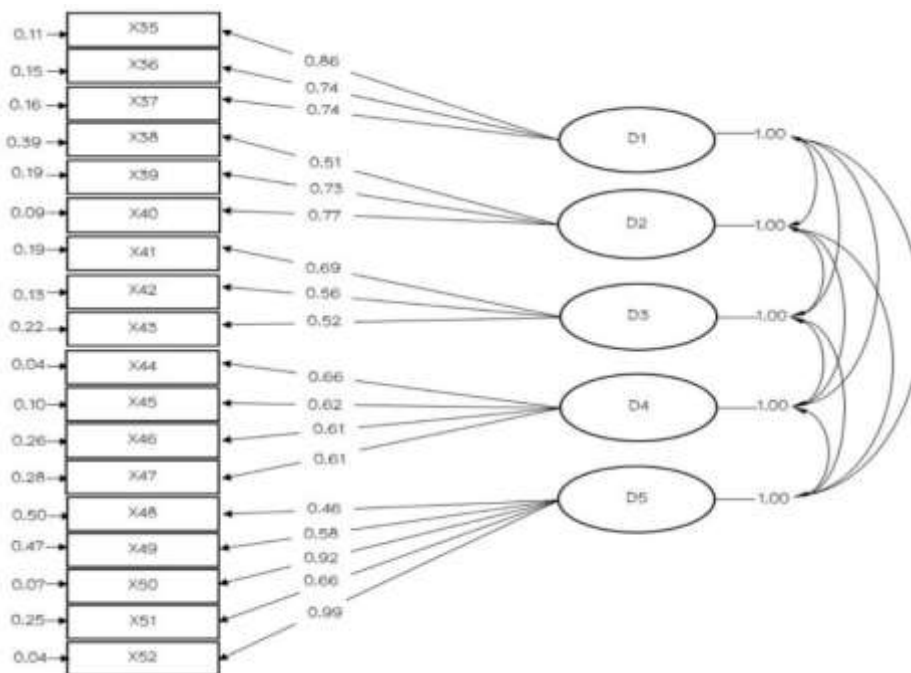 0.11 X35
0.86
0.15 X36
0.74
0.16 X37
0.74
D1 1.00
0.39 X38
0.51
0.19 X39
0.73
0.09 X40
0.77
D2 1.00
0.19 X41
0.69
0.13 X42
0.56
0.22 X43
0.52
D3 1.00
0.04 X44
0.66
0.10 X45
0.62
0.26 X46
0.61
0.28 X47
0.61
D4 1.00
0.50 X48
0.46
0.47 X49
0.58
0.07 X50
0.92
0.25 X51
0.66
0.04 X52
0.99
D5 1.00